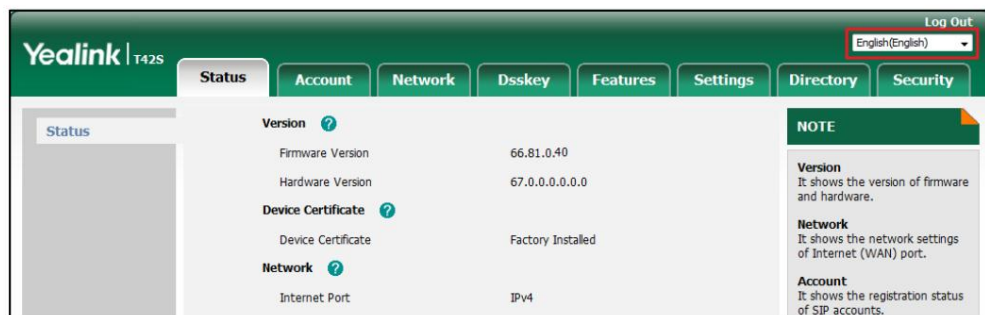 Log Out
English(English)
Yealink T42S
Status Account Network Dsskey Features Settings Directory Security
Status
Version ?
Firmware Version 66.81.0.40
Hardware Version 67.0.0.0.0.0.0
Device Certificate ?
Device Certificate Factory Installed
Network ?
Internet Port IPv4
NOTE
Version
It shows the version of firmware
and hardware.
Network
It shows the network settings
of Internet (WAN) port.
Account
It shows the registration status
of SIP accounts.